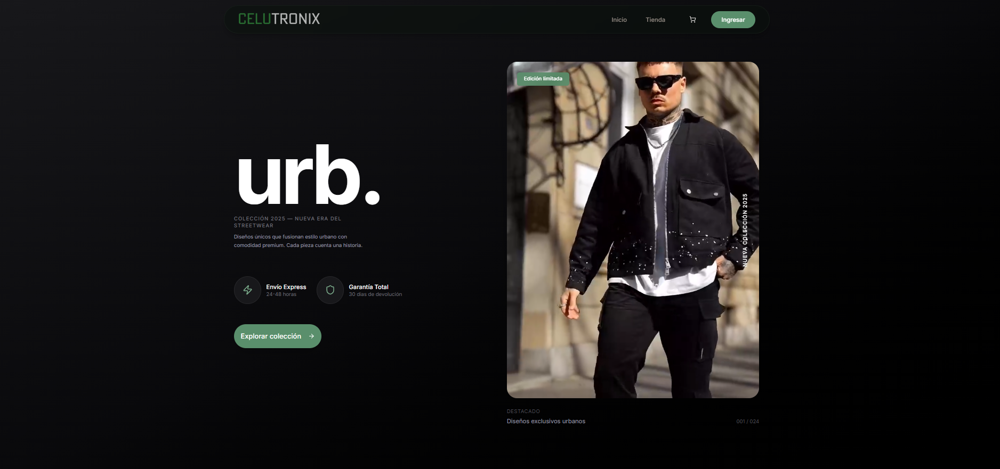 CELUTRONIX
Inicio
Tienda
Ingresar
urb.
COLECCIÓN 2025 — NUEVA ERA DEL
STREETWEAR
Diseños únicos que fusionan estilo urbano con
comodidad premium. Cada pieza cuenta una historia.
Envío Express
24-48 horas
Garantía Total
30 días de devolución
Explorar colección
Edición limitada
NUEVA COLECCIÓN 2025
DESTACADO
Diseños exclusivos urbanos
001 / 024